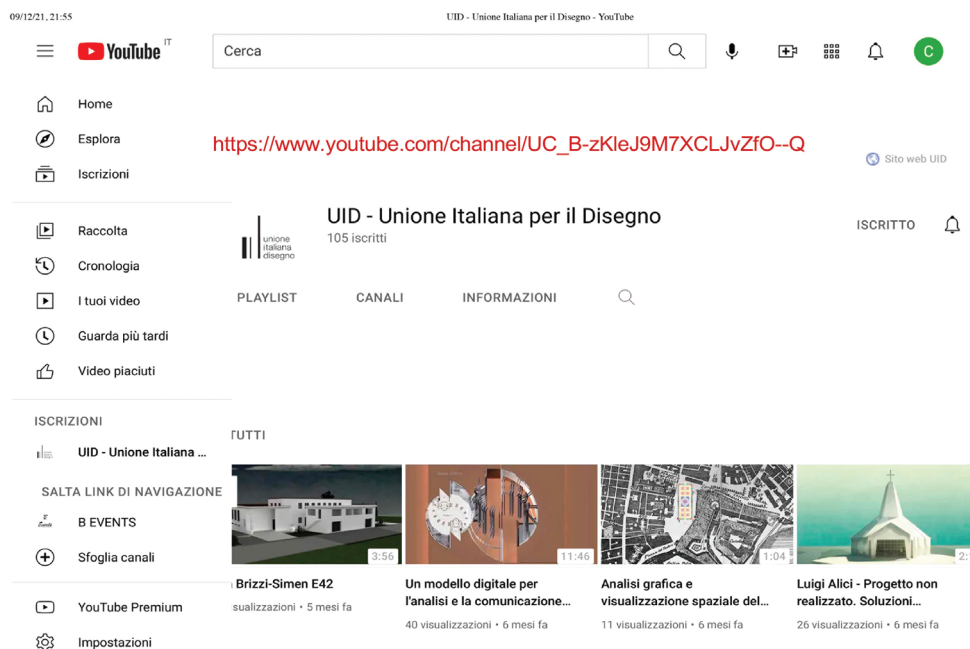 09/12/21, 21:55
UID - Unione Italiana per il Disegno - YouTube
YouTube IT
Cerca
C
Home
Esplora
Iscrizioni
https://www.youtube.com/channel/UC_B-zKleJ9M7XCLJvZfO--Q
Sito web UID
UID - Unione Italiana per il Disegno
105 iscritti
ISCRITTO
unione
italiana
disegno
PLAYLIST
CANALI
INFORMAZIONI
Raccolta
Cronologia
I tuoi video
Guarda più tardi
Video piaciuti
ISCRIZIONI
UID - Unione Italiana ...
SALTA LINK DI NAVIGAZIONE
B EVENTS
Sfoglia canali
YouTube Premium
Impostazioni
TUTTI
3:56
11:46
1:04
2:
Brizzi-Simen E42
sualizzazioni • 5 mesi fa
Un modello digitale per
l'analisi e la comunicazione...
40 visualizzazioni • 6 mesi fa
Analisi grafica e
visualizzazione spaziale del...
11 visualizzazioni • 6 mesi fa
Luigi Alici - Progetto non
realizzato. Soluzioni...
26 visualizzazioni • 6 mesi fa